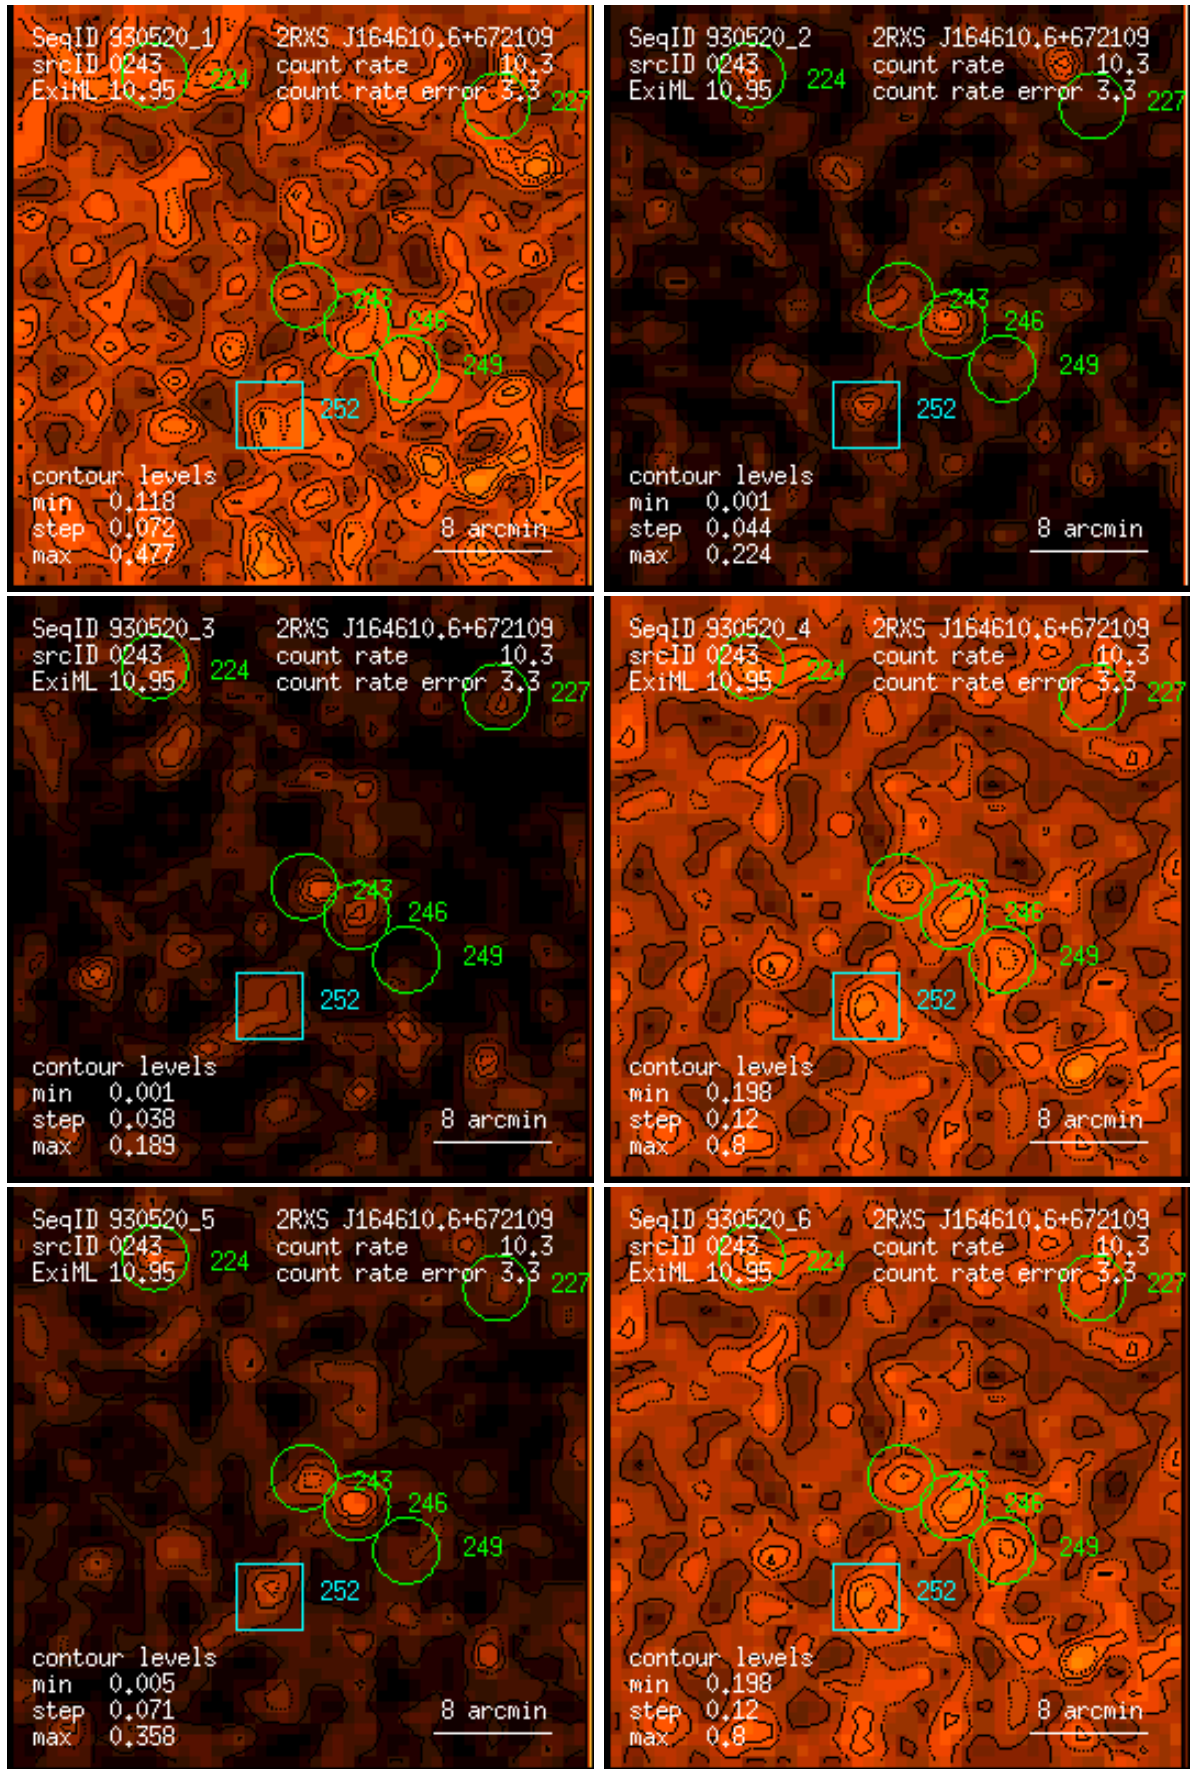 SeqID 930520_1 2RXS J164610.6+672109
srcID 0243 count rate 10.3
ExiML 10.95 count rate error 3.3
224
227
243
246
249
252
contour levels
min 0.118
step 0.072
max 0.477
8 arcmin
SeqID 930520_2 2RXS J164610.6+672109
srcID 0243 count rate 10.3
ExiML 10.95 count rate error 3.3
224
227
243
246
249
252
contour levels
min 0.001
step 0.044
max 0.224
8 arcmin
SeqID 930520_3 2RXS J164610.6+672109
srcID 0243 count rate 10.3
ExiML 10.95 count rate error 3.3
224
227
243
246
249
252
contour levels
min 0.001
step 0.038
max 0.189
8 arcmin
SeqID 930520_4 2RXS J164610.6+672109
srcID 0243 count rate 10.3
ExiML 10.95 count rate error 3.3
224
227
243
246
249
252
contour levels
min 0.198
step 0.12
max 0.8
8 arcmin
SeqID 930520_5 2RXS J164610.6+672109
srcID 0243 count rate 10.3
ExiML 10.95 count rate error 3.3
224
227
243
246
249
252
contour levels
min 0.005
step 0.071
max 0.358
8 arcmin
SeqID 930520_6 2RXS J164610.6+672109
srcID 0243 count rate 10.3
ExiML 10.95 count rate error 3.3
224
227
243
246
249
252
contour levels
min 0.198
step 0.12
max 0.8
8 arcmin